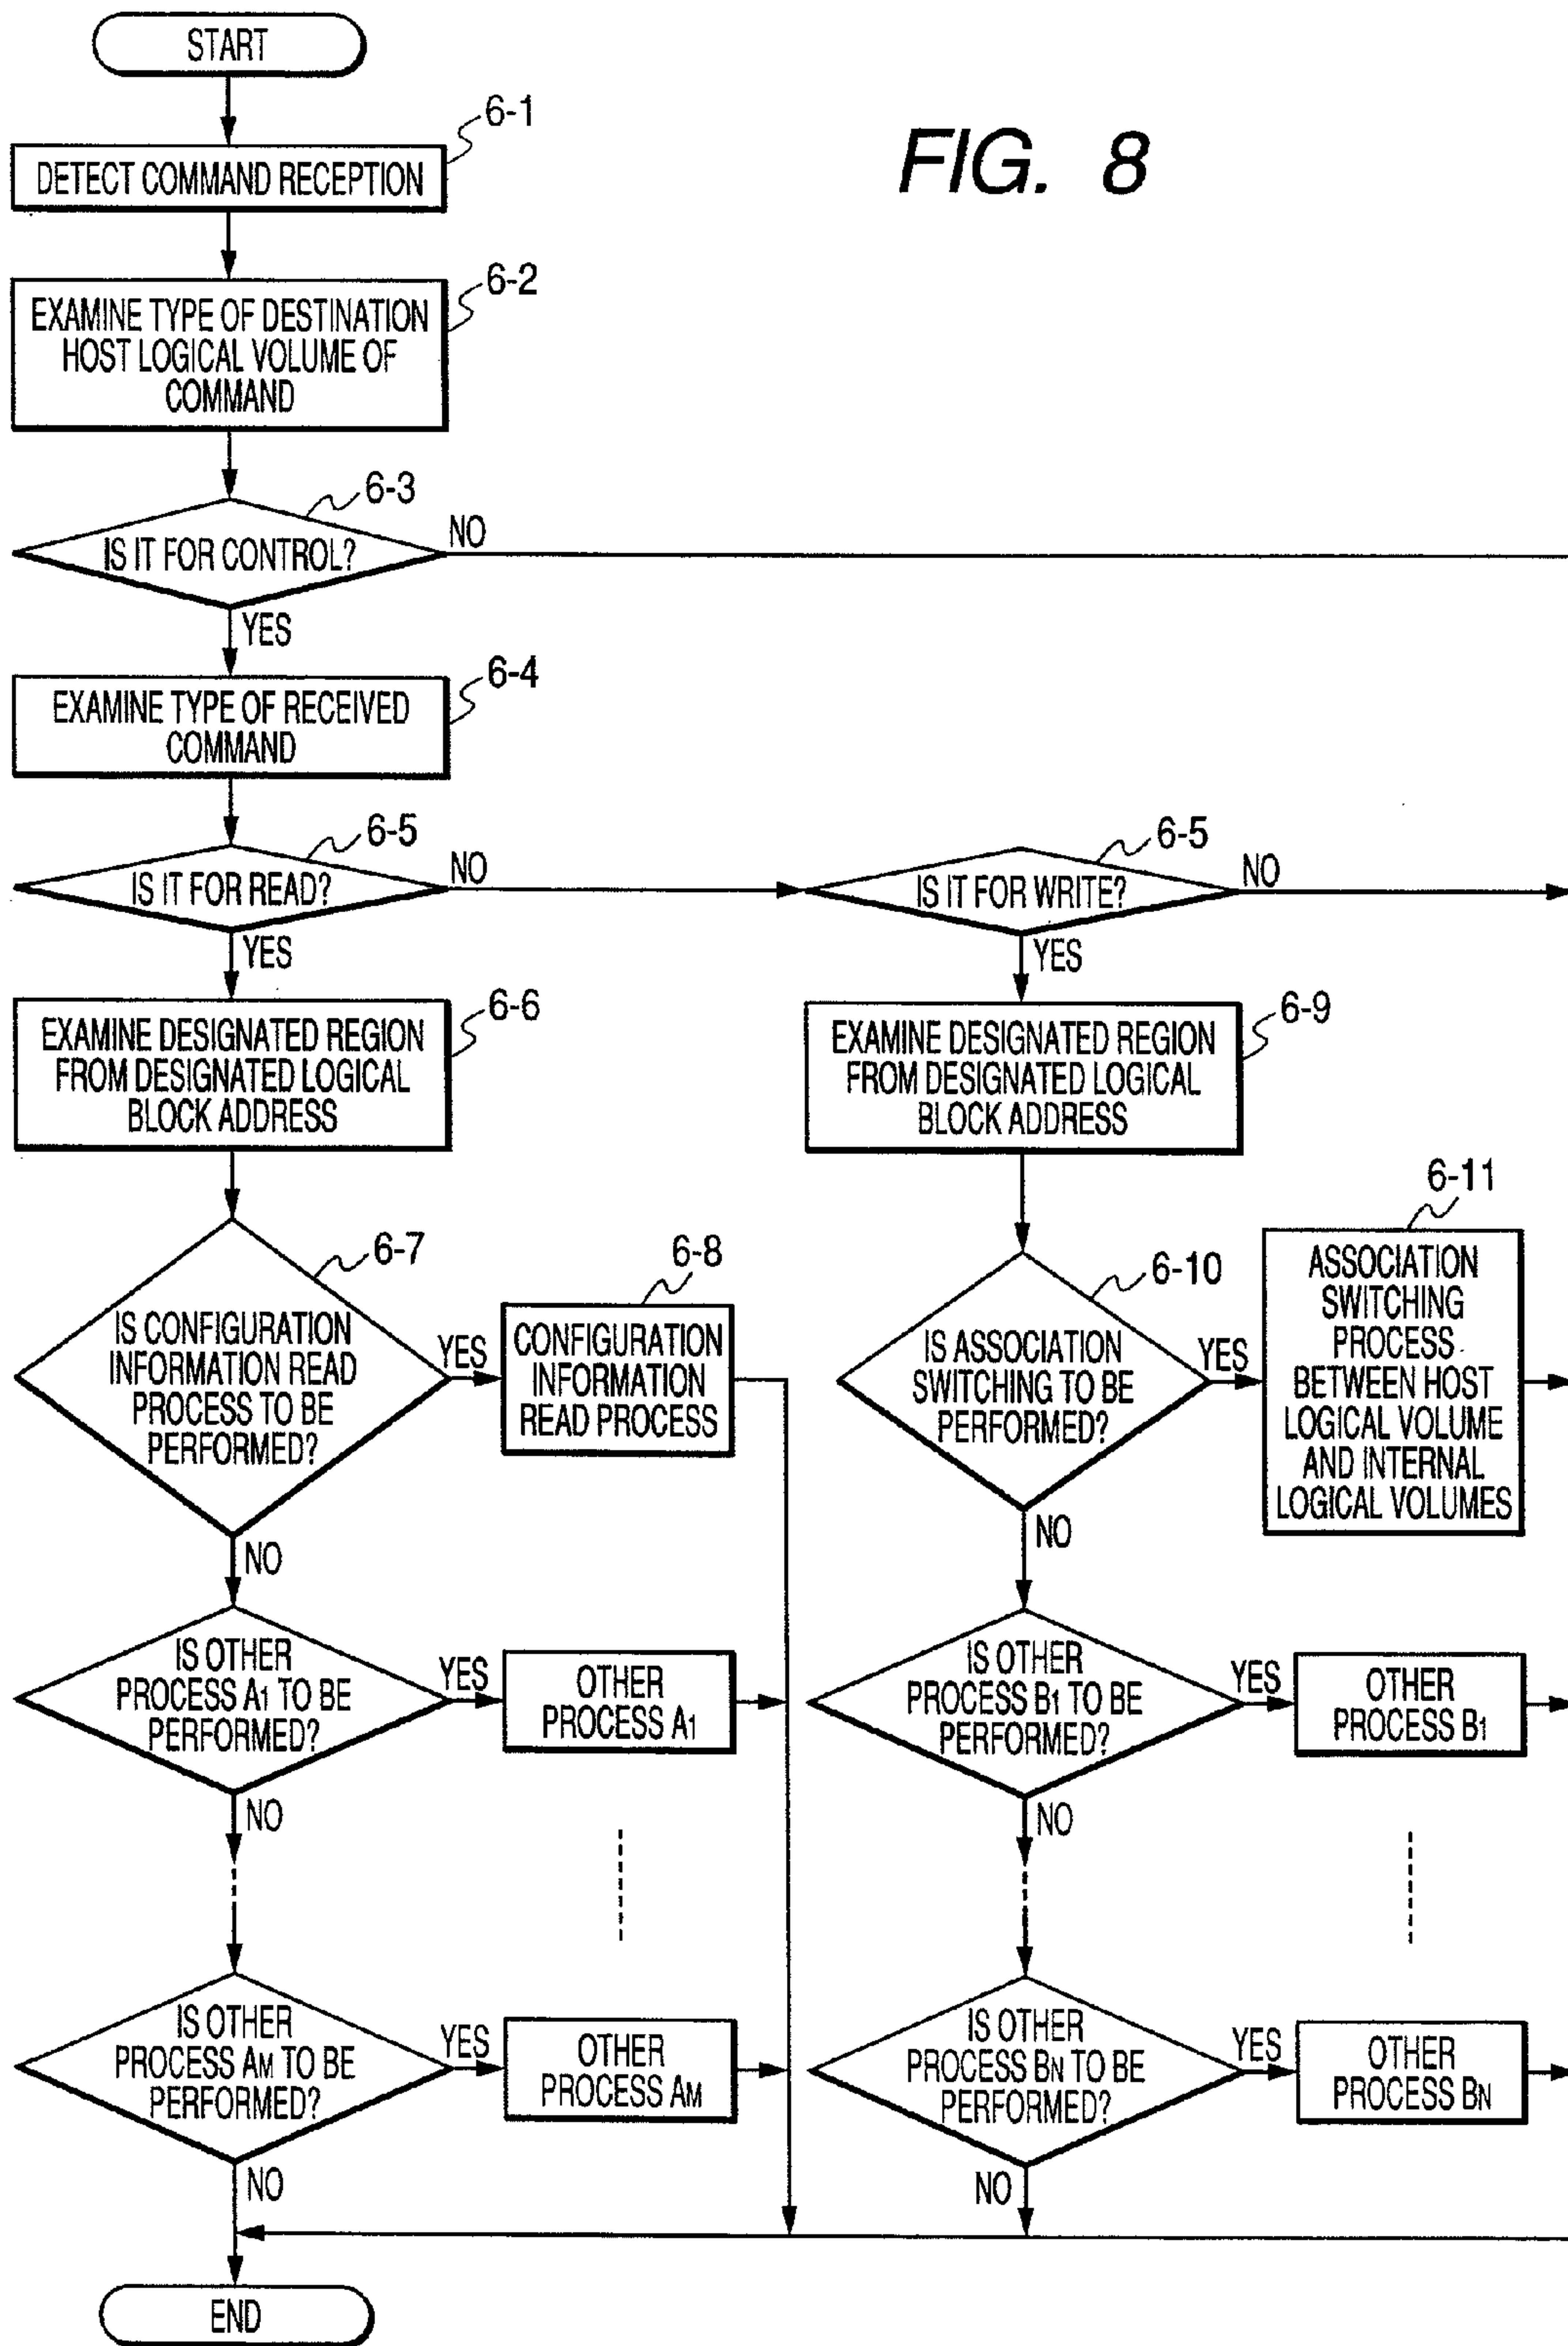 FIG. 8
START
6-1
DETECT COMMAND RECEPTION
6-2
EXAMINE TYPE OF DESTINATION
HOST LOGICAL VOLUME OF
COMMAND
6-3
IS IT FOR CONTROL?
NO
YES
6-4
EXAMINE TYPE OF RECEIVED
COMMAND
6-5
IS IT FOR READ?
NO
YES
6-5
IS IT FOR WRITE?
NO
YES
6-6
EXAMINE DESIGNATED REGION
FROM DESIGNATED LOGICAL
BLOCK ADDRESS
6-9
EXAMINE DESIGNATED REGION
FROM DESIGNATED LOGICAL
BLOCK ADDRESS
6-7
IS CONFIGURATION
INFORMATION READ
PROCESS TO BE
PERFORMED?
YES
6-8
CONFIGURATION
INFORMATION
READ PROCESS
NO
6-10
IS ASSOCIATION
SWITCHING TO BE
PERFORMED?
YES
6-11
ASSOCIATION
SWITCHING
PROCESS
BETWEEN HOST
LOGICAL VOLUME
AND INTERNAL
LOGICAL VOLUMES
NO
IS OTHER
PROCESS A1 TO BE
PERFORMED?
YES
OTHER
PROCESS A1
NO
IS OTHER
PROCESS B1 TO BE
PERFORMED?
YES
OTHER
PROCESS B1
NO
IS OTHER
PROCESS AM TO BE
PERFORMED?
YES
OTHER
PROCESS AM
NO
IS OTHER
PROCESS BN TO BE
PERFORMED?
YES
OTHER
PROCESS BN
NO
END